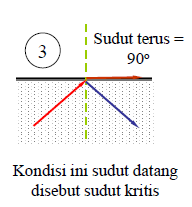 3
Sudut terus =
90°
Kondisi ini sudut datang
disebut sudut kritis